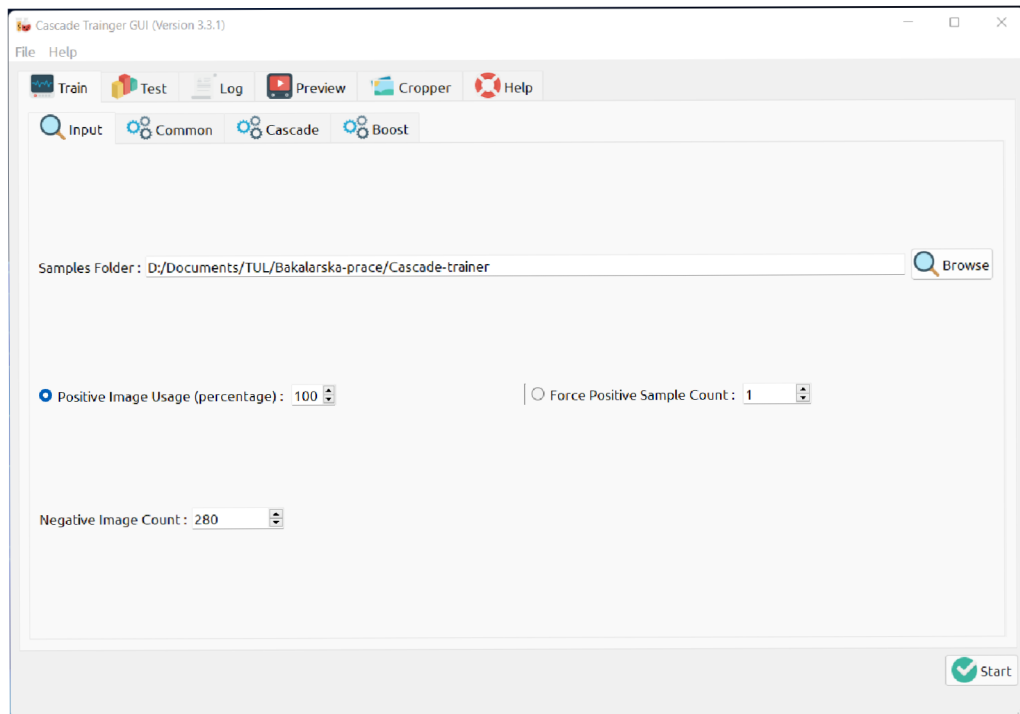 Cascade Trainger GUI (Version 3.3.1)
File Help
Train Test Log Preview Cropper Help
Input Common Cascade Boost
Samples Folder : D:/Documents/TUL/Bakalarska-prace/Cascade-trainer Browse
Positive Image Usage (percentage) : 100 Force Positive Sample Count : 1
Negative Image Count : 280
Start